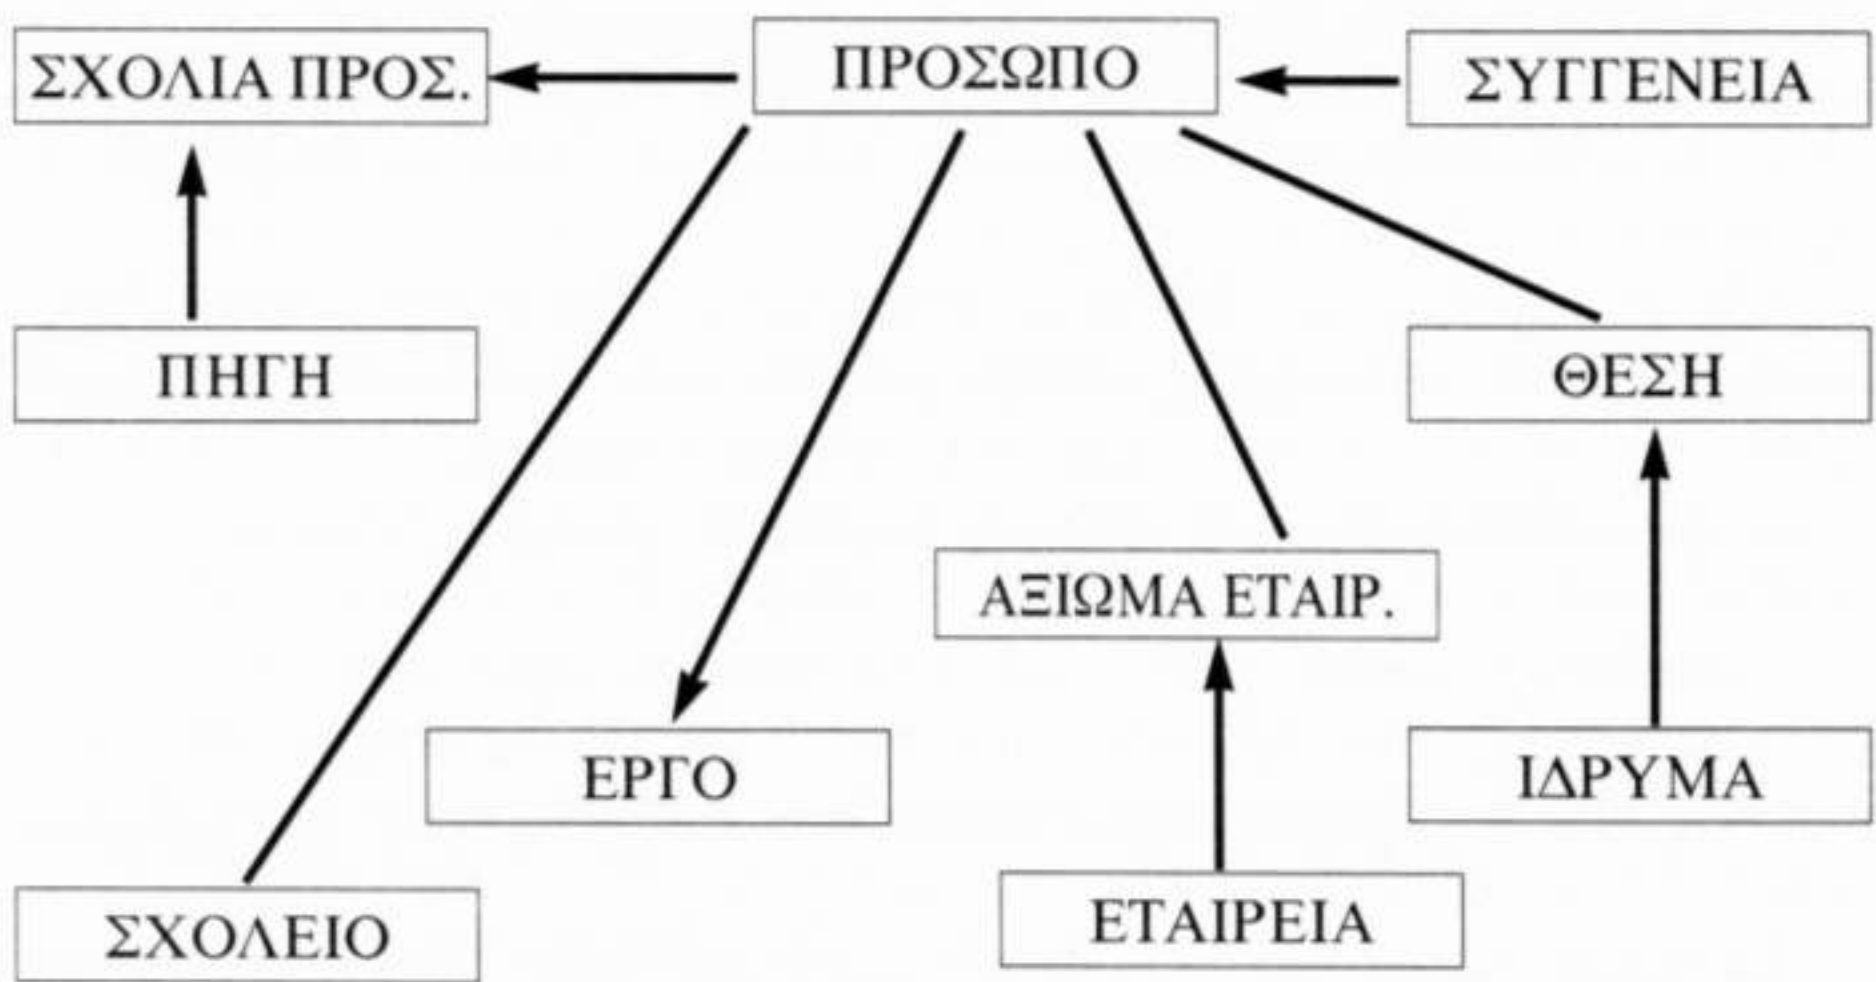 ΣΧΟΛΙΑ ΠΡΟΣ.
ΠΡΟΣΩΠΟ
ΣΥΓΓΕΝΕΙΑ
ΠΗΓΗ
ΘΕΣΗ
ΑΞΙΩΜΑ ΕΤΑΙΡ.
ΕΡΓΟ
ΙΔΡΥΜΑ
ΣΧΟΛΕΙΟ
ΕΤΑΙΡΕΙΑ